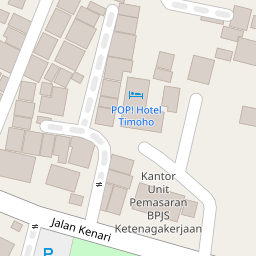 POP! Hotel
Timoho
Kantor
Unit
Pemasaran
BPJS
Ketenagakerjaan
Jalan Kenari
P